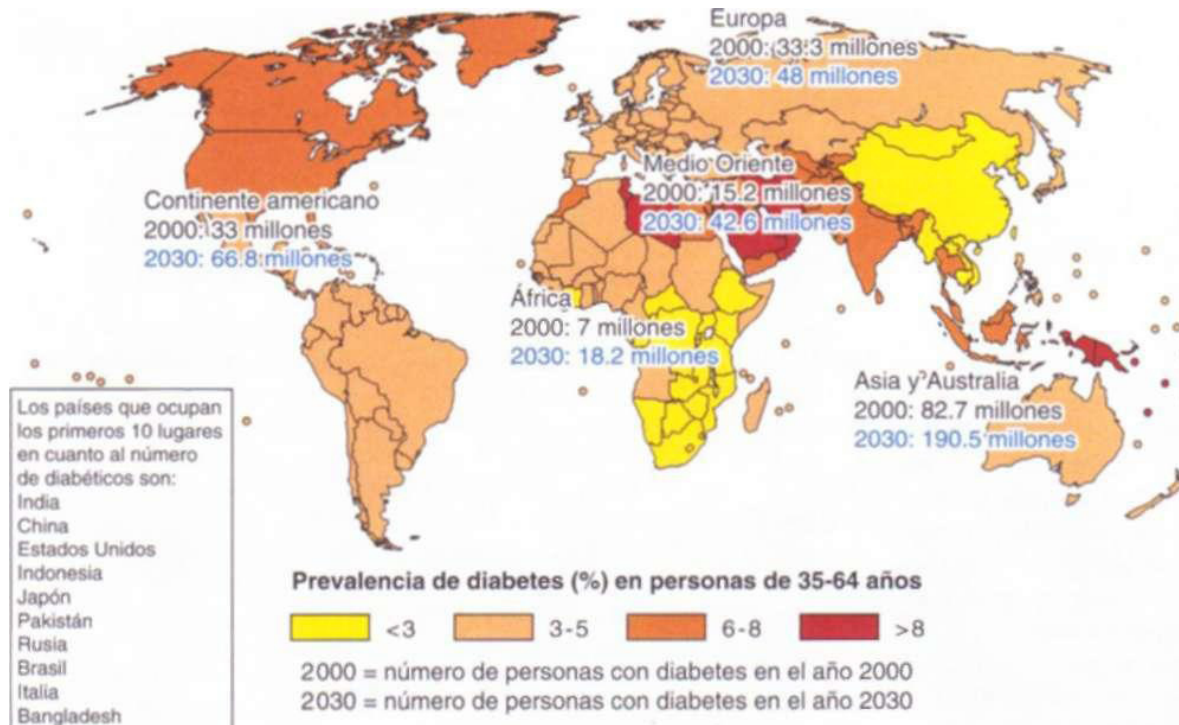 Europa
2000: 33.3 millones
2030: 48 millones
Medio Oriente
2000: 15.2 millones
2030: 42.6 millones
Continente americano
2000: 33 millones
2030: 66.8 millones
África
2000: 7 millones
2030: 18.2 millones
Asia y Australia
2000: 82.7 millones
2030: 190.5 millones
Los países que ocupan
los primeros 10 lugares
en cuanto al número
de diabéticos son:
India
China
Estados Unidos
Indonesia
Japón
Pakistán
Rusia
Brasil
Italia
Bangladesh
Prevalencia de diabetes (%) en personas de 35-64 años
<3 3-5 6-8 >8
2000 = número de personas con diabetes en el año 2000
2030 = número de personas con diabetes en el año 2030